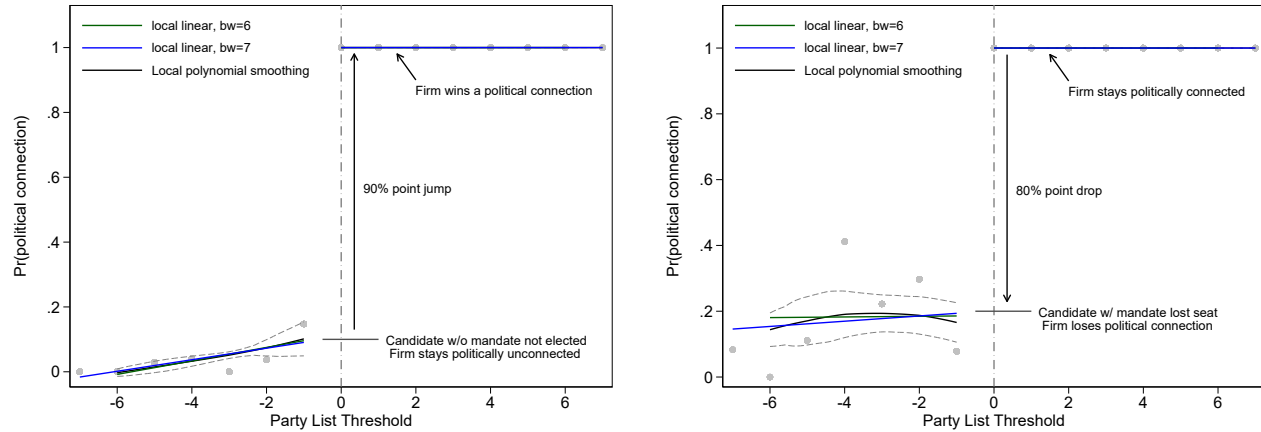 local linear, bw=6
local linear, bw=7
Local polynomial smoothing
Firm wins a political connection
90% point jump
Candidate w/o mandate not elected
Firm stays politically unconnected
Pr(political connection)
1
.8
.6
.4
.2
0
-6 -4 -2 0 2 4 6
Party List Threshold
local linear, bw=6
local linear, bw=7
Local polynomial smoothing
Firm stays politically connected
80% point drop
Candidate w/ mandate lost seat
Firm loses political connection
Pr(political connection)
1
.8
.6
.4
.2
0
-6 -4 -2 0 2 4 6
Party List Threshold